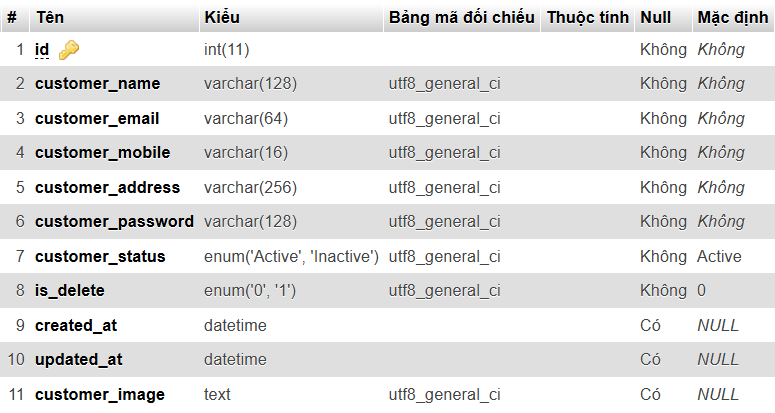 # Tên Kiểu Bảng mã đối chiếu Thuộc tính Null Mặc định
1 id int(11) Không Không
2 customer_name varchar(128) utf8_general_ci Không Không
3 customer_email varchar(64) utf8_general_ci Không Không
4 customer_mobile varchar(16) utf8_general_ci Không Không
5 customer_address varchar(256) utf8_general_ci Không Không
6 customer_password varchar(128) utf8_general_ci Không Không
7 customer_status enum('Active', 'Inactive') utf8_general_ci Không Active
8 is_delete enum('0', '1') utf8_general_ci Không 0
9 created_at datetime Có NULL
10 updated_at datetime Có NULL
11 customer_image text utf8_general_ci Có NULL